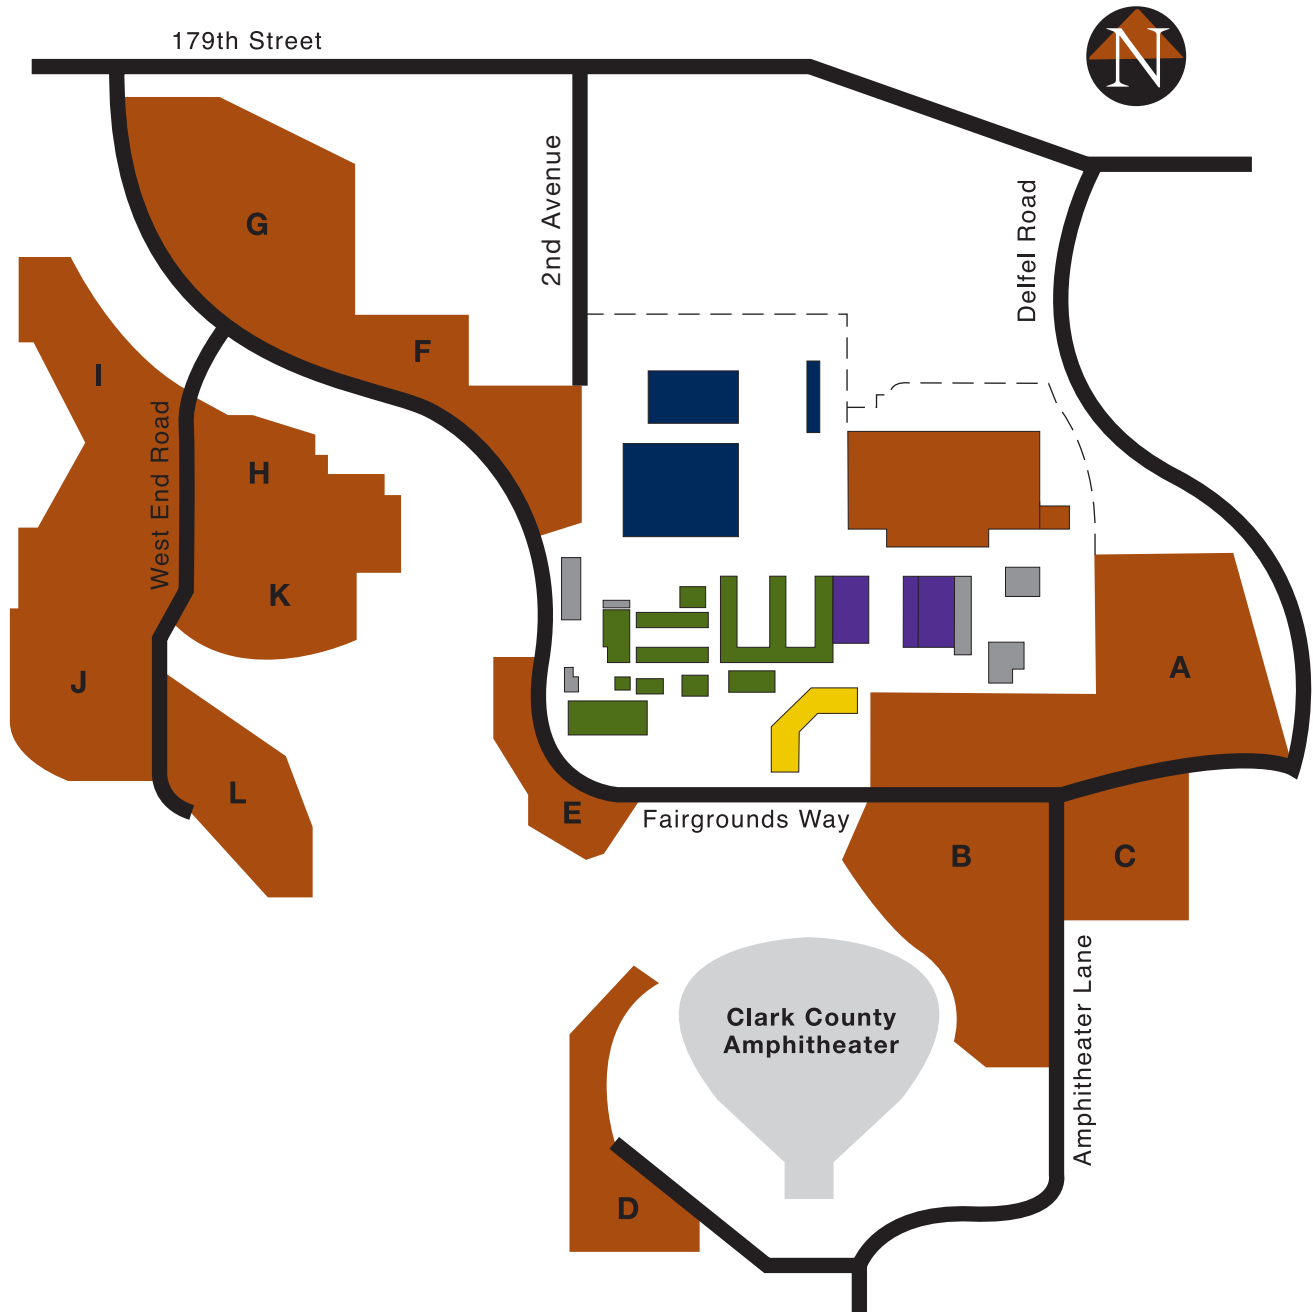 179th Street
N
2nd Avenue
Delfel Road
G
F
I
West End Road
H
K
J
L
A
E
Fairgrounds Way
B
C
Clark County
Amphitheater
Amphitheater Lane
D